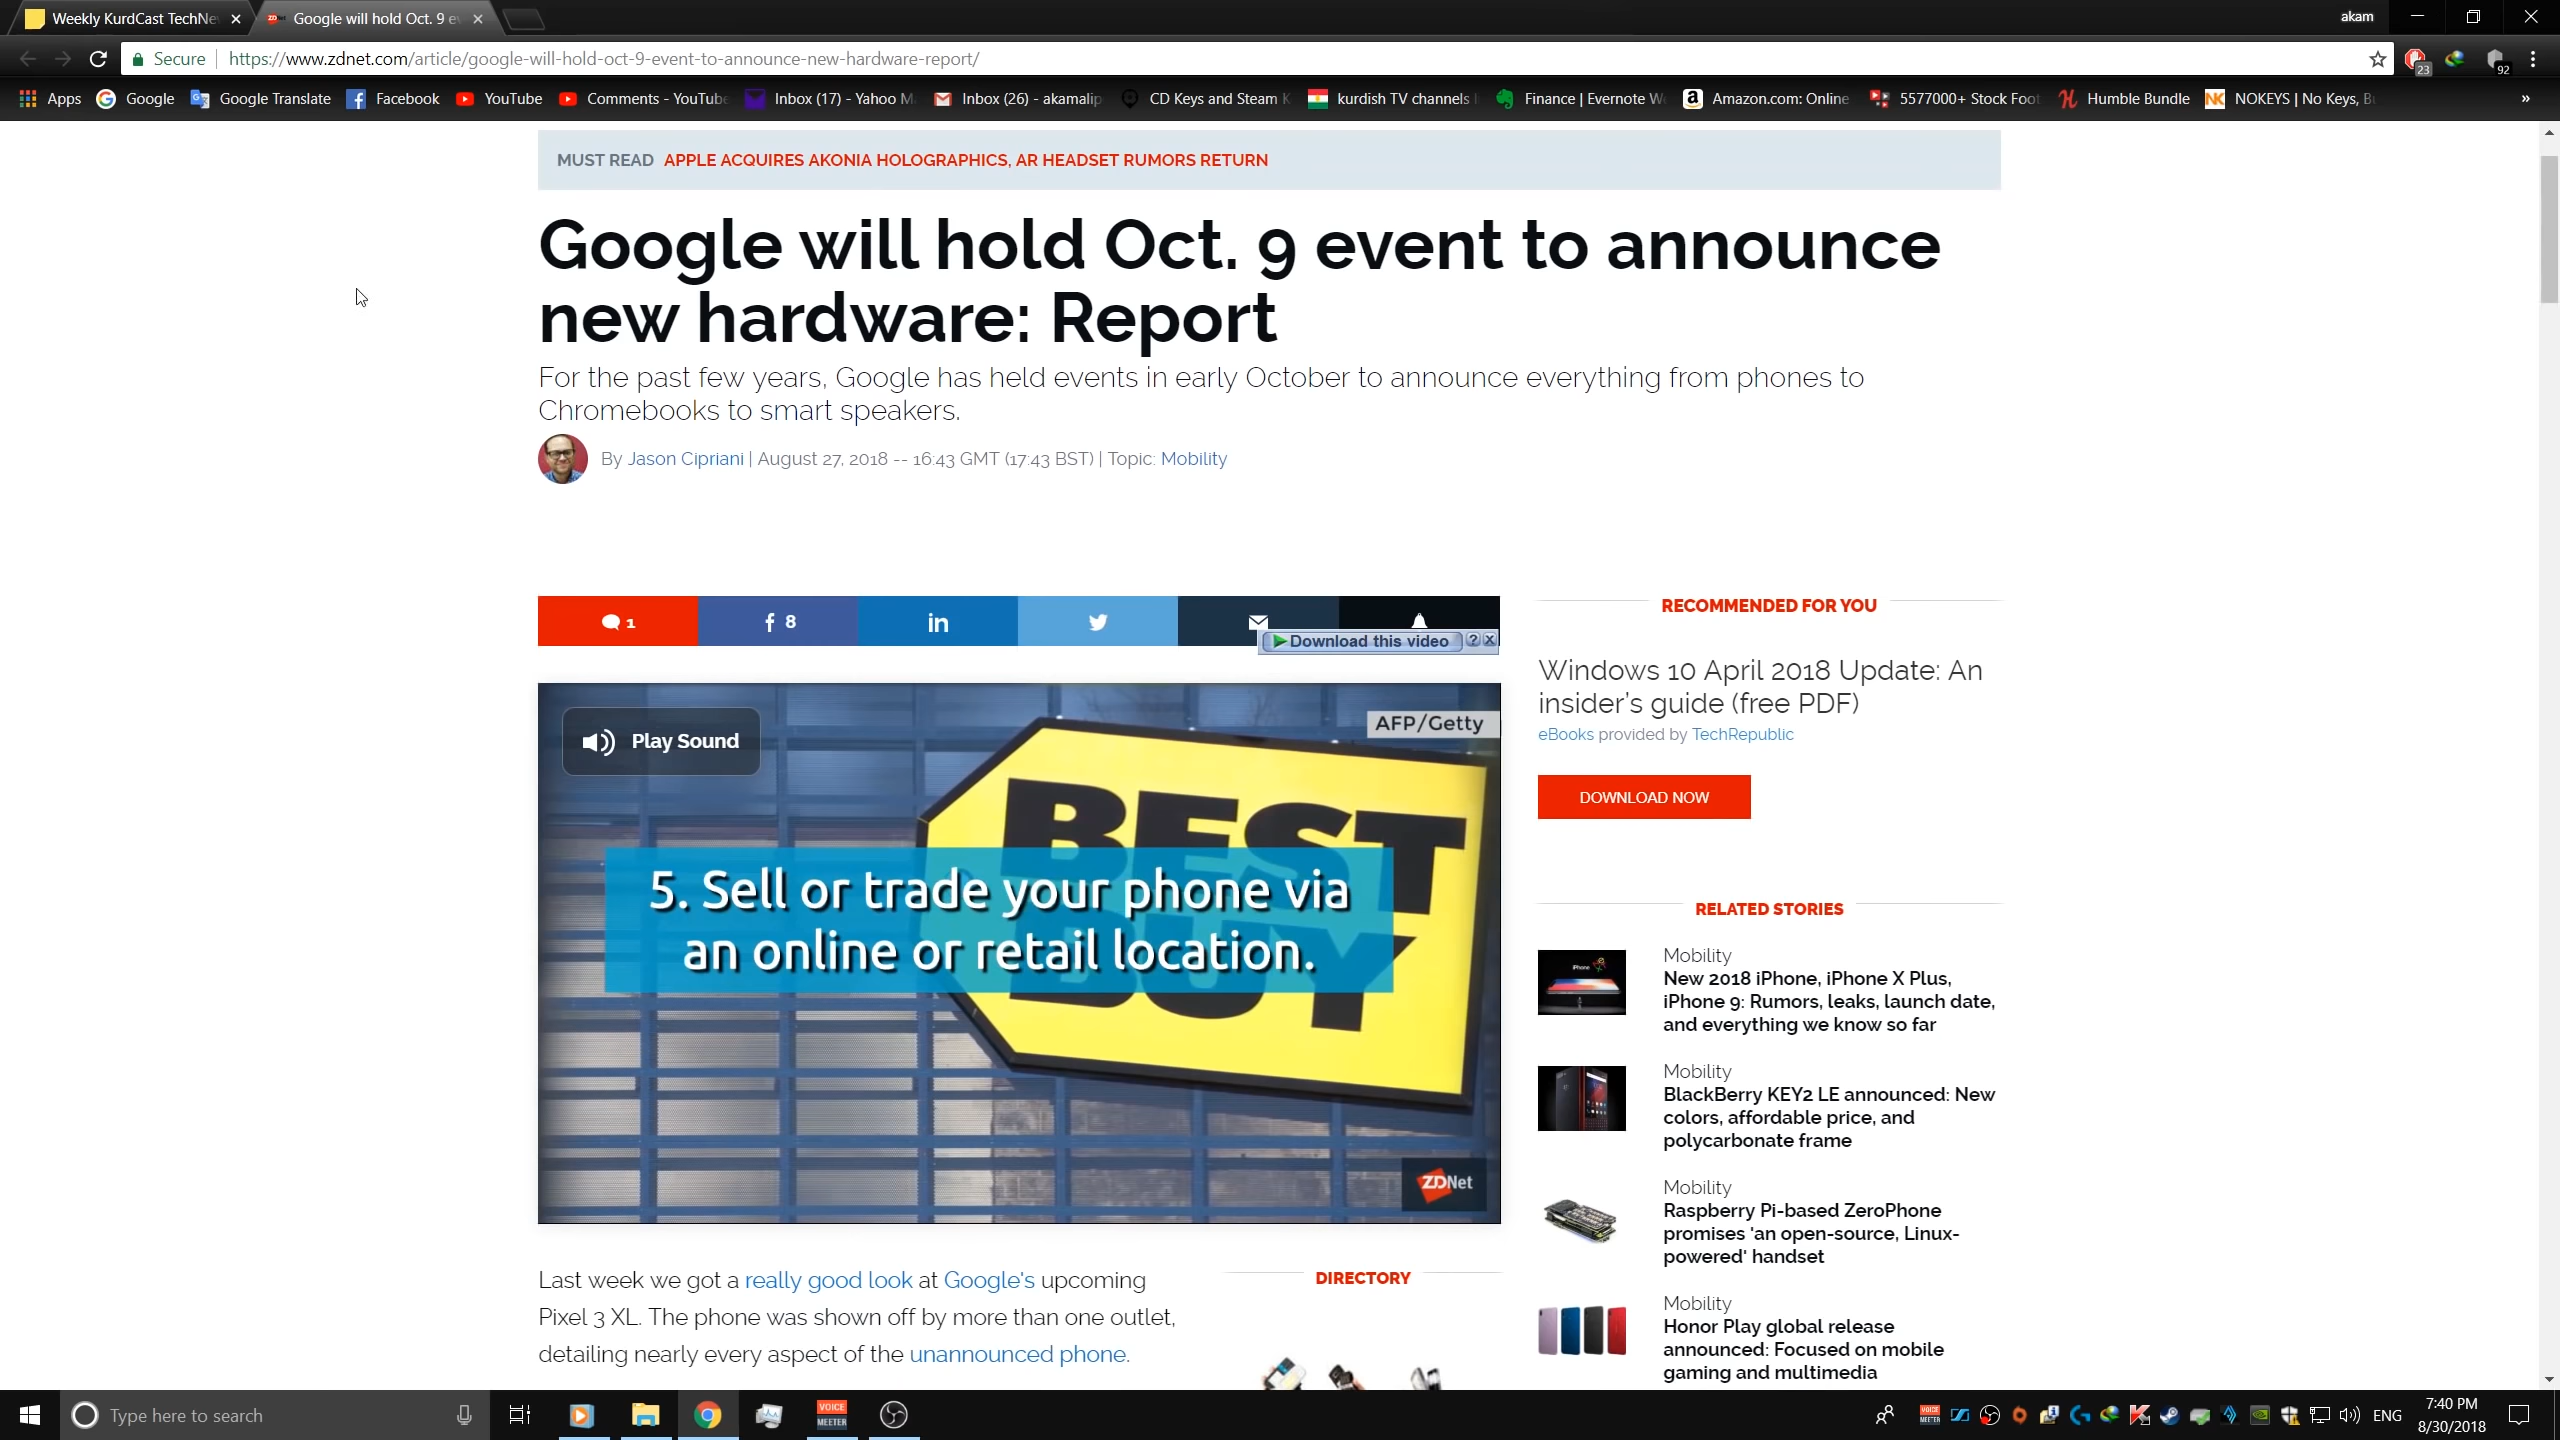 Weekly KurdCast TechNe
Google will hold Oct. 9 e
akam
Secure
https://www.zdnet.com/article/google-will-hold-oct-9-event-to-announce-new-hardware-report/
23
92
Apps
Google
Google Translate
Facebook
YouTube
Comments - YouTube
Inbox (17) - Yahoo M
Inbox (26) - akamalip
CD Keys and Steam K
kurdish TV channels
Finance | Evernote W
Amazon.com: Online
5577000+ Stock Foot
Humble Bundle
NOKEYS | No Keys, B
»
MUST READ APPLE ACQUIRES AKONIA HOLOGRAPHICS, AR HEADSET RUMORS RETURN
Google will hold Oct. 9 event to announce
new hardware: Report
For the past few years, Google has held events in early October to announce everything from phones to
Chromebooks to smart speakers.
By Jason Cipriani | August 27, 2018 -- 16:43 GMT (17:43 BST) | Topic: Mobility
1
f 8
in
Download this video
Play Sound
AFP/Getty
BEST
BUY
5. Sell or trade your phone via
an online or retail location.
ZDNet
Last week we got a really good look at Google's upcoming
Pixel 3 XL. The phone was shown off by more than one outlet,
detailing nearly every aspect of the unannounced phone.
DIRECTORY
RECOMMENDED FOR YOU
Windows 10 April 2018 Update: An
insider's guide (free PDF)
eBooks provided by TechRepublic
DOWNLOAD NOW
RELATED STORIES
Mobility
New 2018 iPhone, iPhone X Plus,
iPhone 9: Rumors, leaks, launch date,
and everything we know so far
Mobility
BlackBerry KEY2 LE announced: New
colors, affordable price, and
polycarbonate frame
Mobility
Raspberry Pi-based ZeroPhone
promises 'an open-source, Linux-
powered' handset
Mobility
Honor Play global release
announced: Focused on mobile
gaming and multimedia
Type here to search
VOICE
MEETER
ENG
7:40 PM
8/30/2018